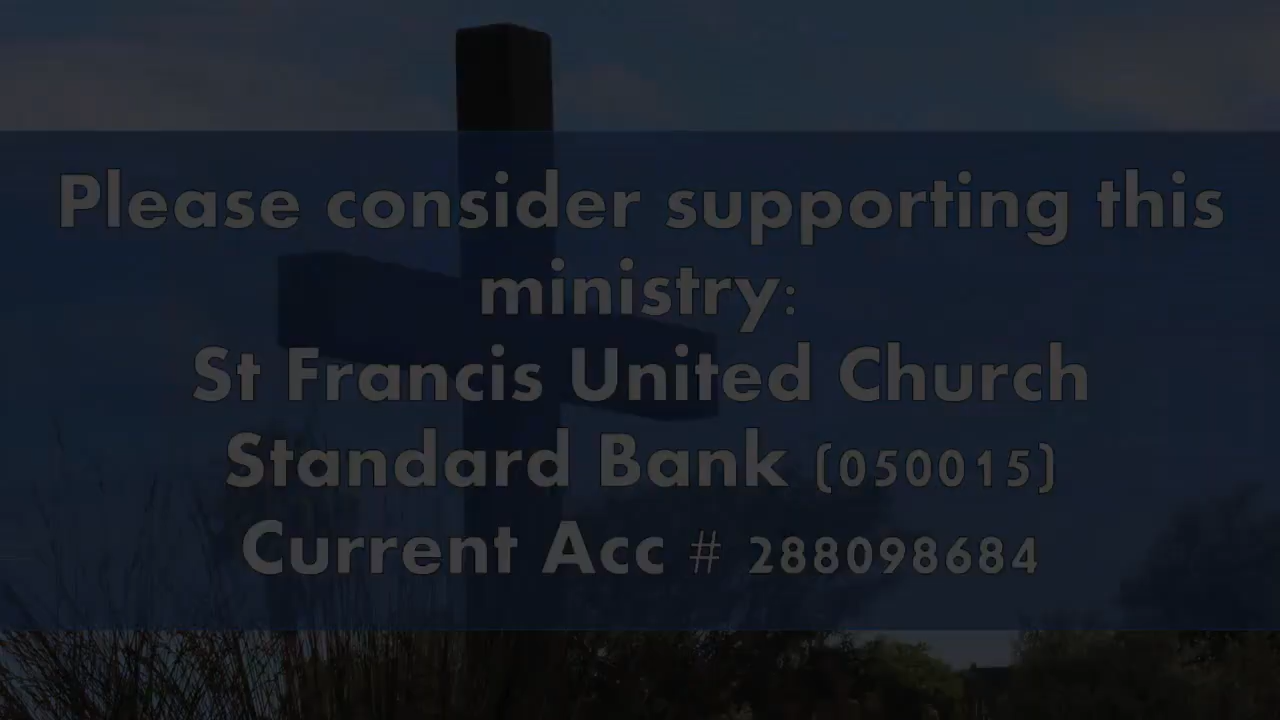 Please consider supporting this
ministry:
St Francis United Church
Standard Bank (050015)
Current Acc # 288098684